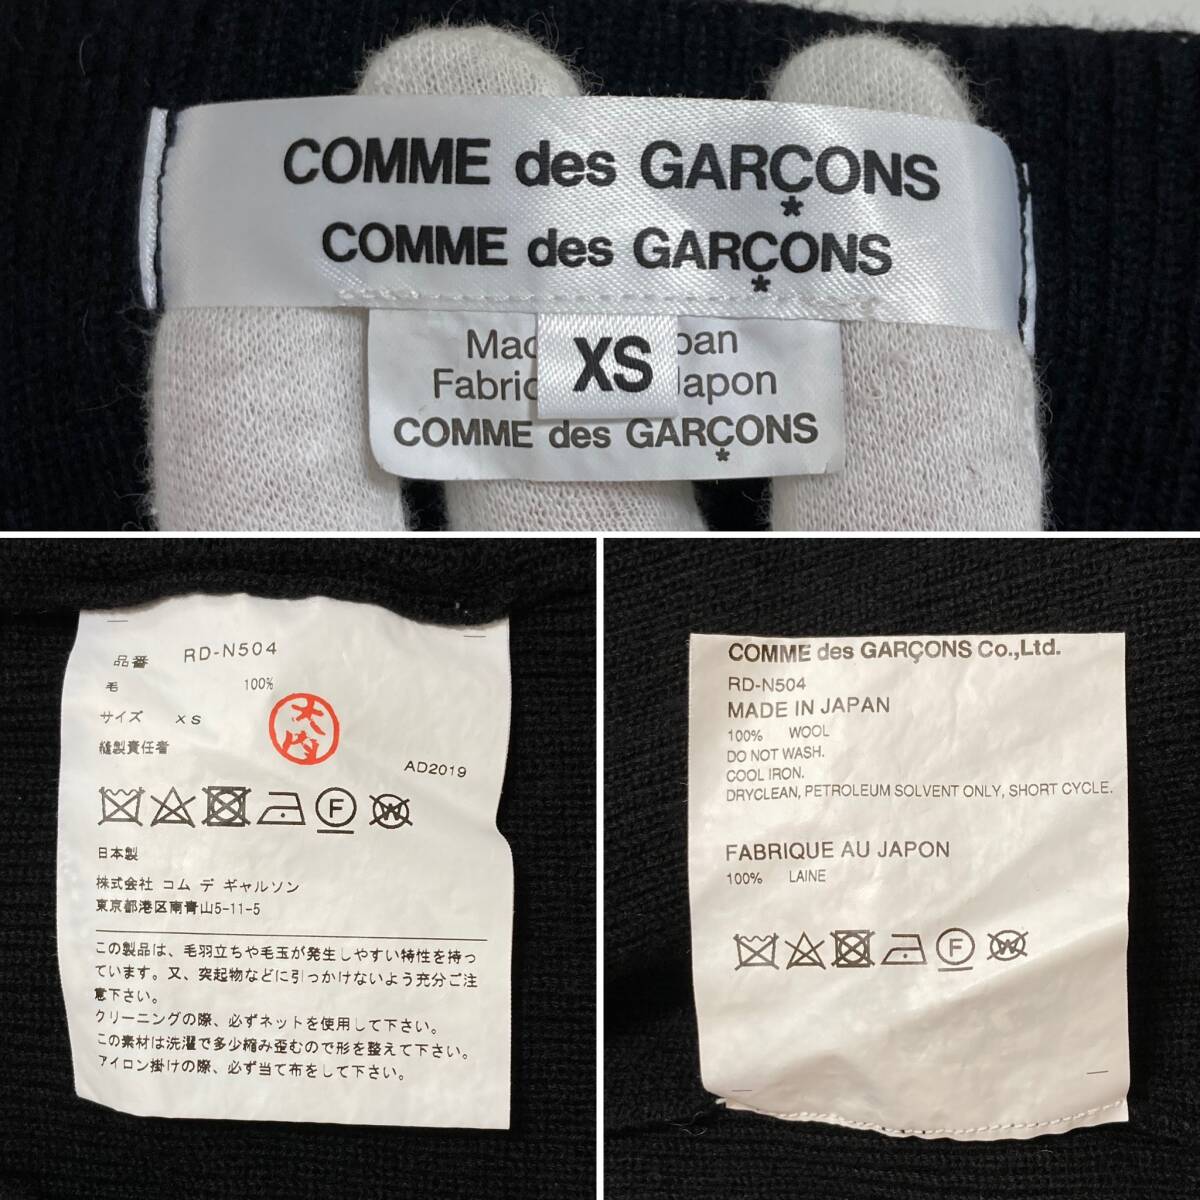 COMME des GARÇONS
*
COMME des GARÇONS
*
Mad pan
Fabric Japon
XS
COMME des GARÇONS
*
品番 RD-N504
毛 100%
サイズ XS
大内
縫製責任者
AD2019
F W
日本製
株式会社 コム デ ギャルソン
東京都港区南青山5-11-5
この製品は、毛羽立ちや毛玉が発生しやすい特性を持っ
ています。又、突起物などに引っかけないよう充分ご注
意下さい。
クリーニングの際、必ずネットを使用して下さい。
この素材は洗濯で多少縮み歪むので形を整えて下さい。
アイロン掛けの際、必ず当て布をして下さい。
COMME des GARÇONS Co.,Ltd.
RD-N504
MADE IN JAPAN
100% WOOL
DO NOT WASH.
COOL IRON.
DRYCLEAN, PETROLEUM SOLVENT ONLY, SHORT CYCLE.
FABRIQUE AU JAPON
100% LAINE
F W